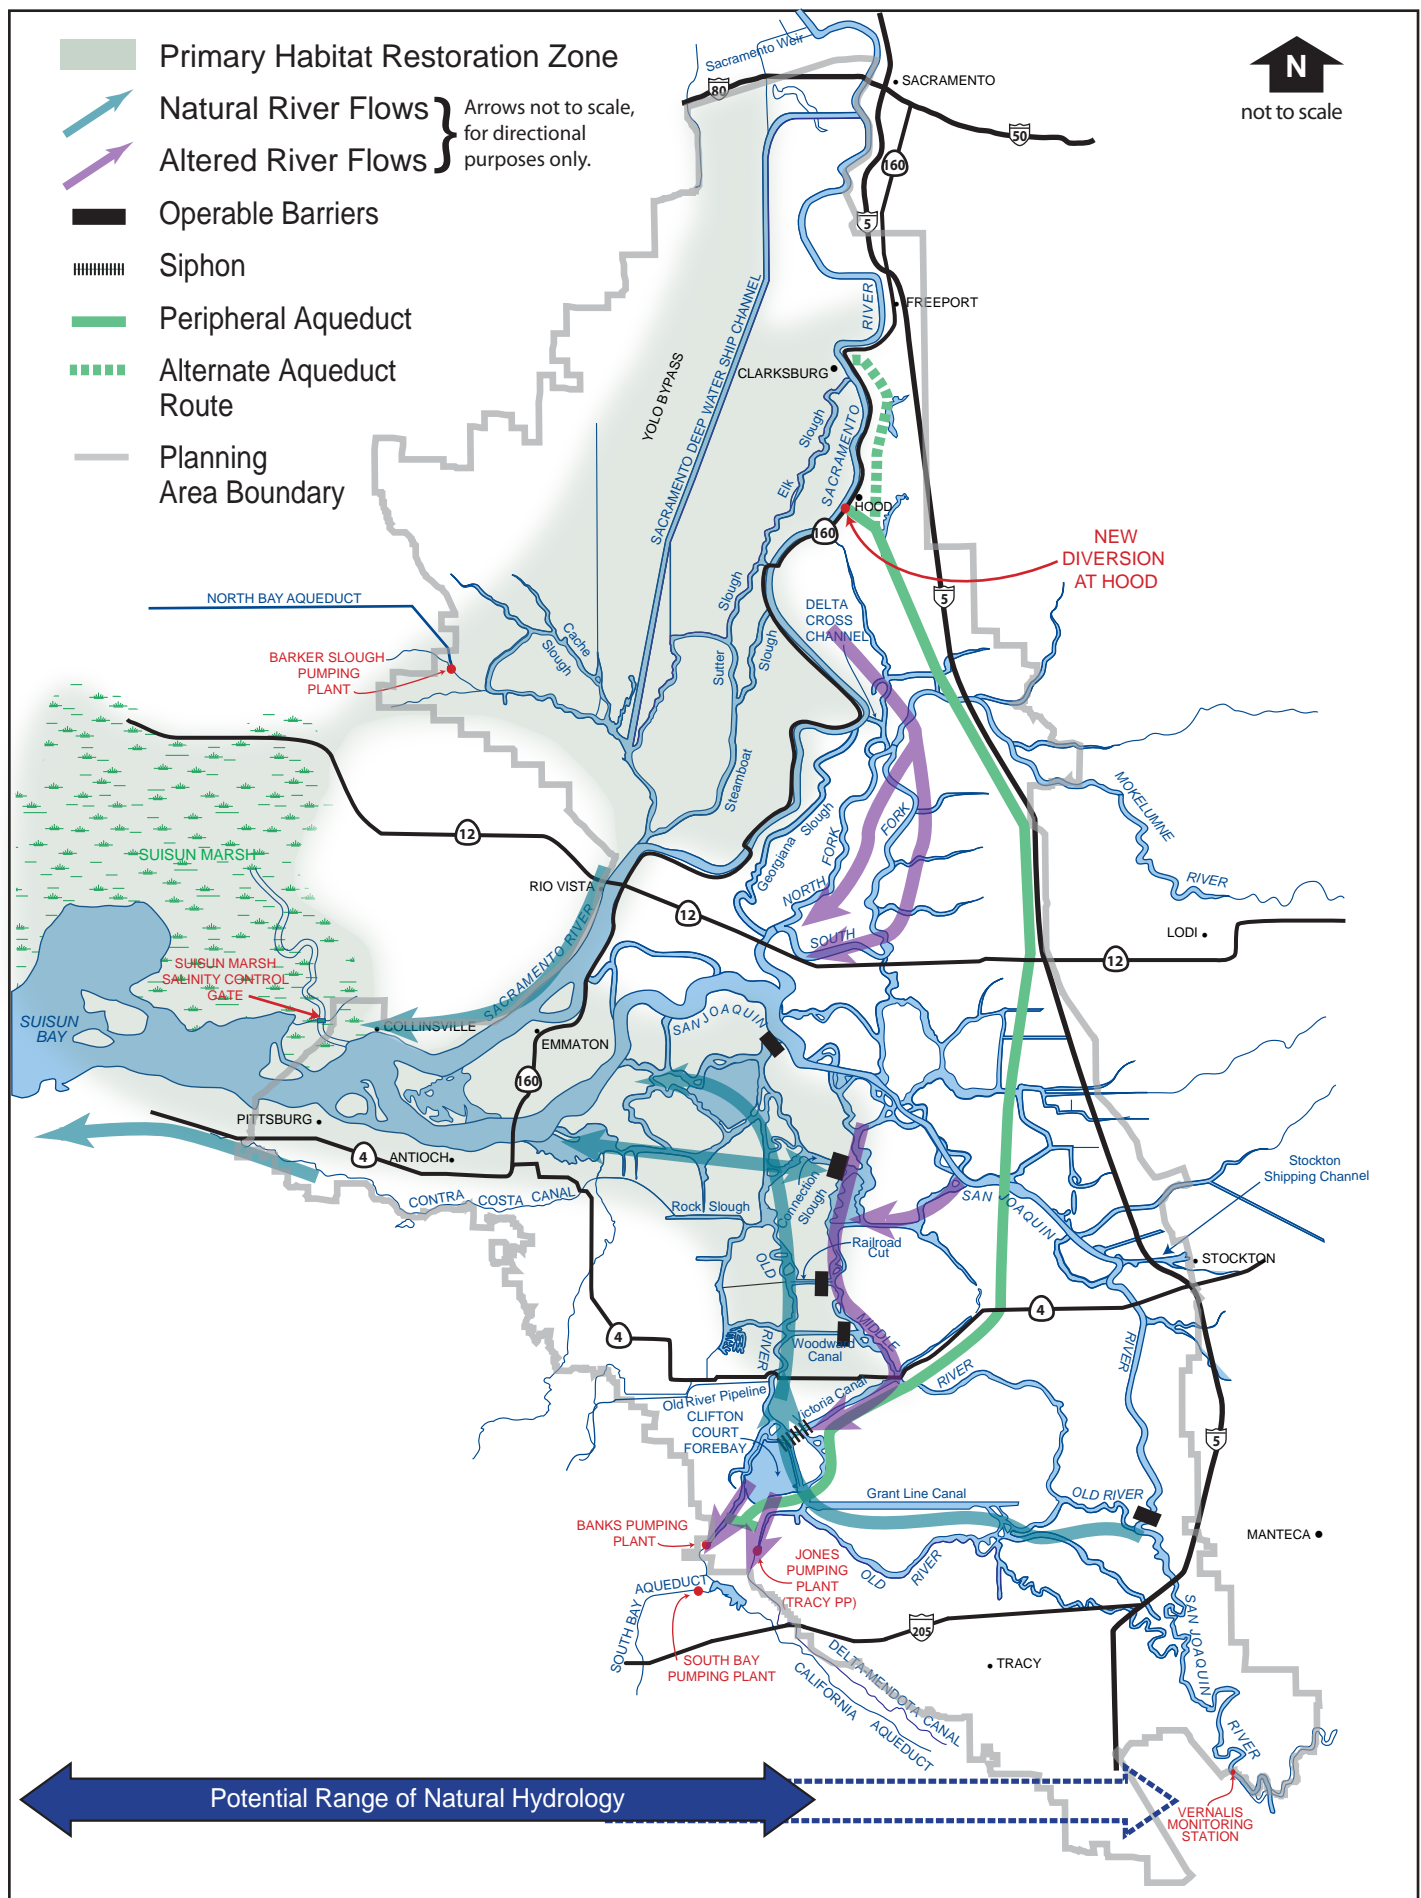 Primary Habitat Restoration Zone
Natural River Flows
Altered River Flows
Arrows not to scale,
for directional
purposes only.
Operable Barriers
Siphon
Peripheral Aqueduct
Alternate Aqueduct
Route
Planning
Area Boundary
N
not to scale
Sacramento Weir
80
SACRAMENTO
50
160
5
FREEPORT
RIVER
CLARKSBURG
YOLO BYPASS
SACRAMENTO DEEP WATER SHIP CHANNEL
Elk Slough
SACRAMENTO
HOOD
160
NEW
DIVERSION
AT HOOD
5
NORTH BAY AQUEDUCT
BARKER SLOUGH
PUMPING
PLANT
Cache
Slough
Sutter Slough
Steamboat Slough
DELTA
CROSS
CHANNEL
MOKELUMNE
RIVER
12
SUISUN MARSH
RIO VISTA
Georgiana Slough
NORTH FORK
SOUTH FORK
12
LODI
12
SUISUN MARSH
SALINITY CONTROL
GATE
SUISUN
BAY
SACRAMENTO RIVER
COLLINSVILLE
EMMATON
160
SAN JOAQUIN
PITTSBURG
4
ANTIOCH
CONTRA COSTA CANAL
Rock Slough
Connection
Slough
SAN JOAQUIN
RIVER
Stockton
Shipping Channel
STOCKTON
Railroad
Cut
OLD
RIVER
MIDDLE
RIVER
4
4
Woodward
Canal
Old River Pipeline
Victoria Canal
CLIFTON
COURT
FOREBAY
5
Grant Line Canal
OLD RIVER
BANKS PUMPING
PLANT
JONES
PUMPING
PLANT
(TRACY PP)
OLD RIVER
MANTECA
SOUTH BAY AQUEDUCT
SOUTH BAY
PUMPING PLANT
205
TRACY
DELTA-MENDOTA CANAL
CALIFORNIA AQUEDUCT
SAN JOAQUIN
RIVER
Potential Range of Natural Hydrology
VERNALIS
MONITORING
STATION